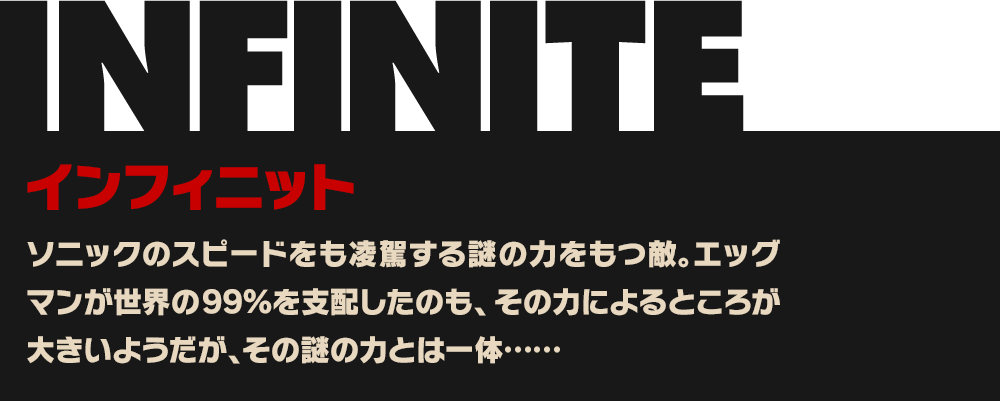 INFINITE
インフィニット
ソニックのスピードをも凌駕する謎の力をもつ敵。エッグ
マンが世界の99%を支配したのも、その力によるところが
大きいようだが、その謎の力とは一体……